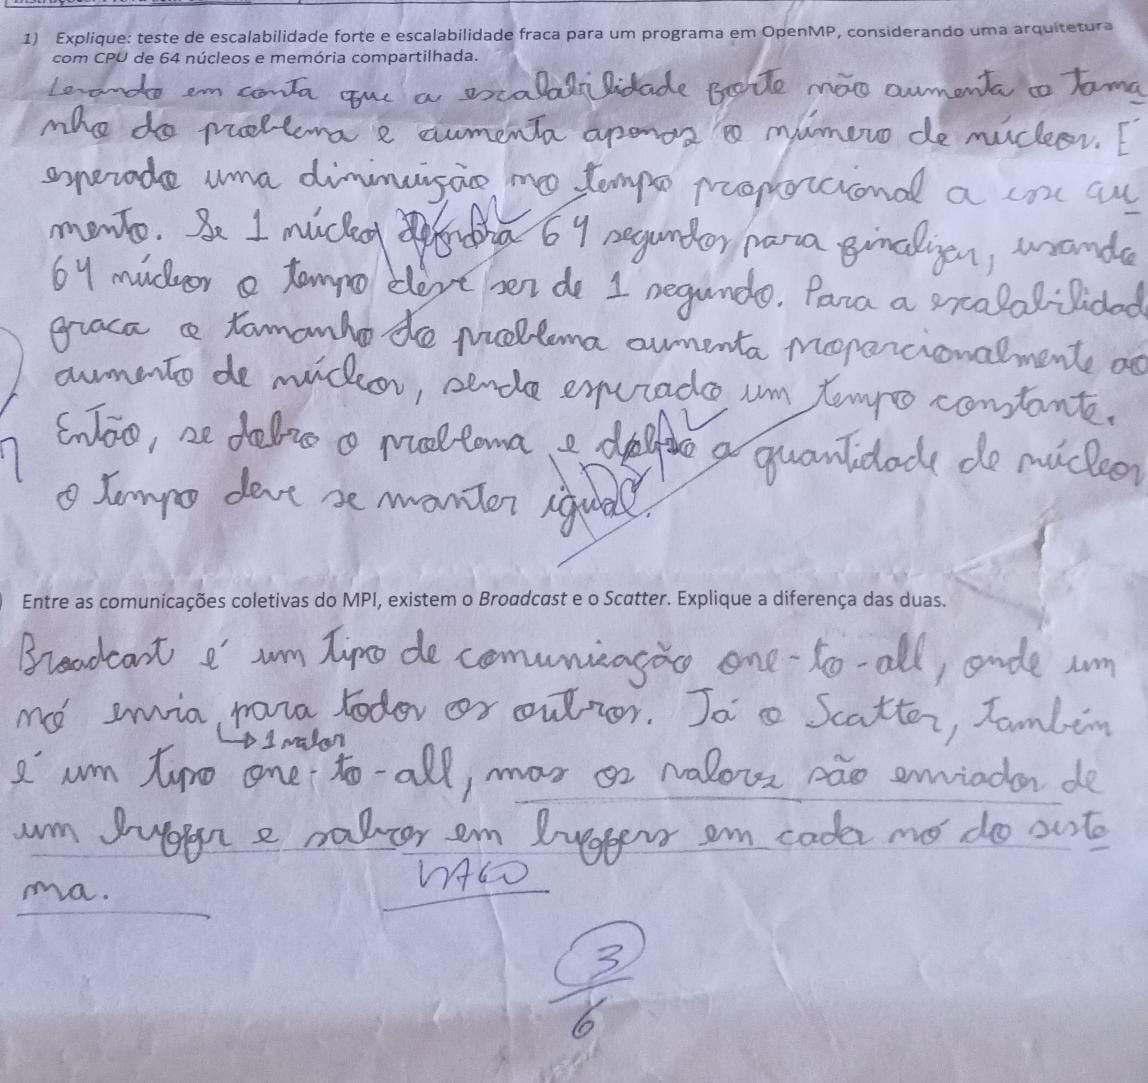 1) Explique: teste de escalabilidade forte e escalabilidade fraca para um programa em OpenMP, considerando uma arquitetura
com CPU de 64 núcleos e memória compartilhada.
Levando em conta que a escalabilidade forte não aumenta o tama
nho do problema e aumenta apenas o número de núcleos. É
esperado uma diminuição no tempo proporcional a esse au
mento. Se 1 núcleo demora 64 segundos para finalizar, usando
64 núcleos o tempo deve ser de 1 segundo. Para a escalabilidad
fraca o tamanho do problema aumenta proporcionalmente ao
aumento de núcleos, sendo esperado um tempo constante.
Então, se dobro o problema e dobro a quantidade de núcleos
o tempo deve se manter igual.
Entre as comunicações coletivas do MPI, existem o Broadcast e o Scatter. Explique a diferença das duas.
Broadcast é um tipo de comunicação one-to-all, onde um
nó envia para todos os outros. Já o Scatter, também
1 valor
é um tipo one-to-all, mas os valores são enviados de
um buffer e salvos em buffers em cada nó do siste
ma.
3
6